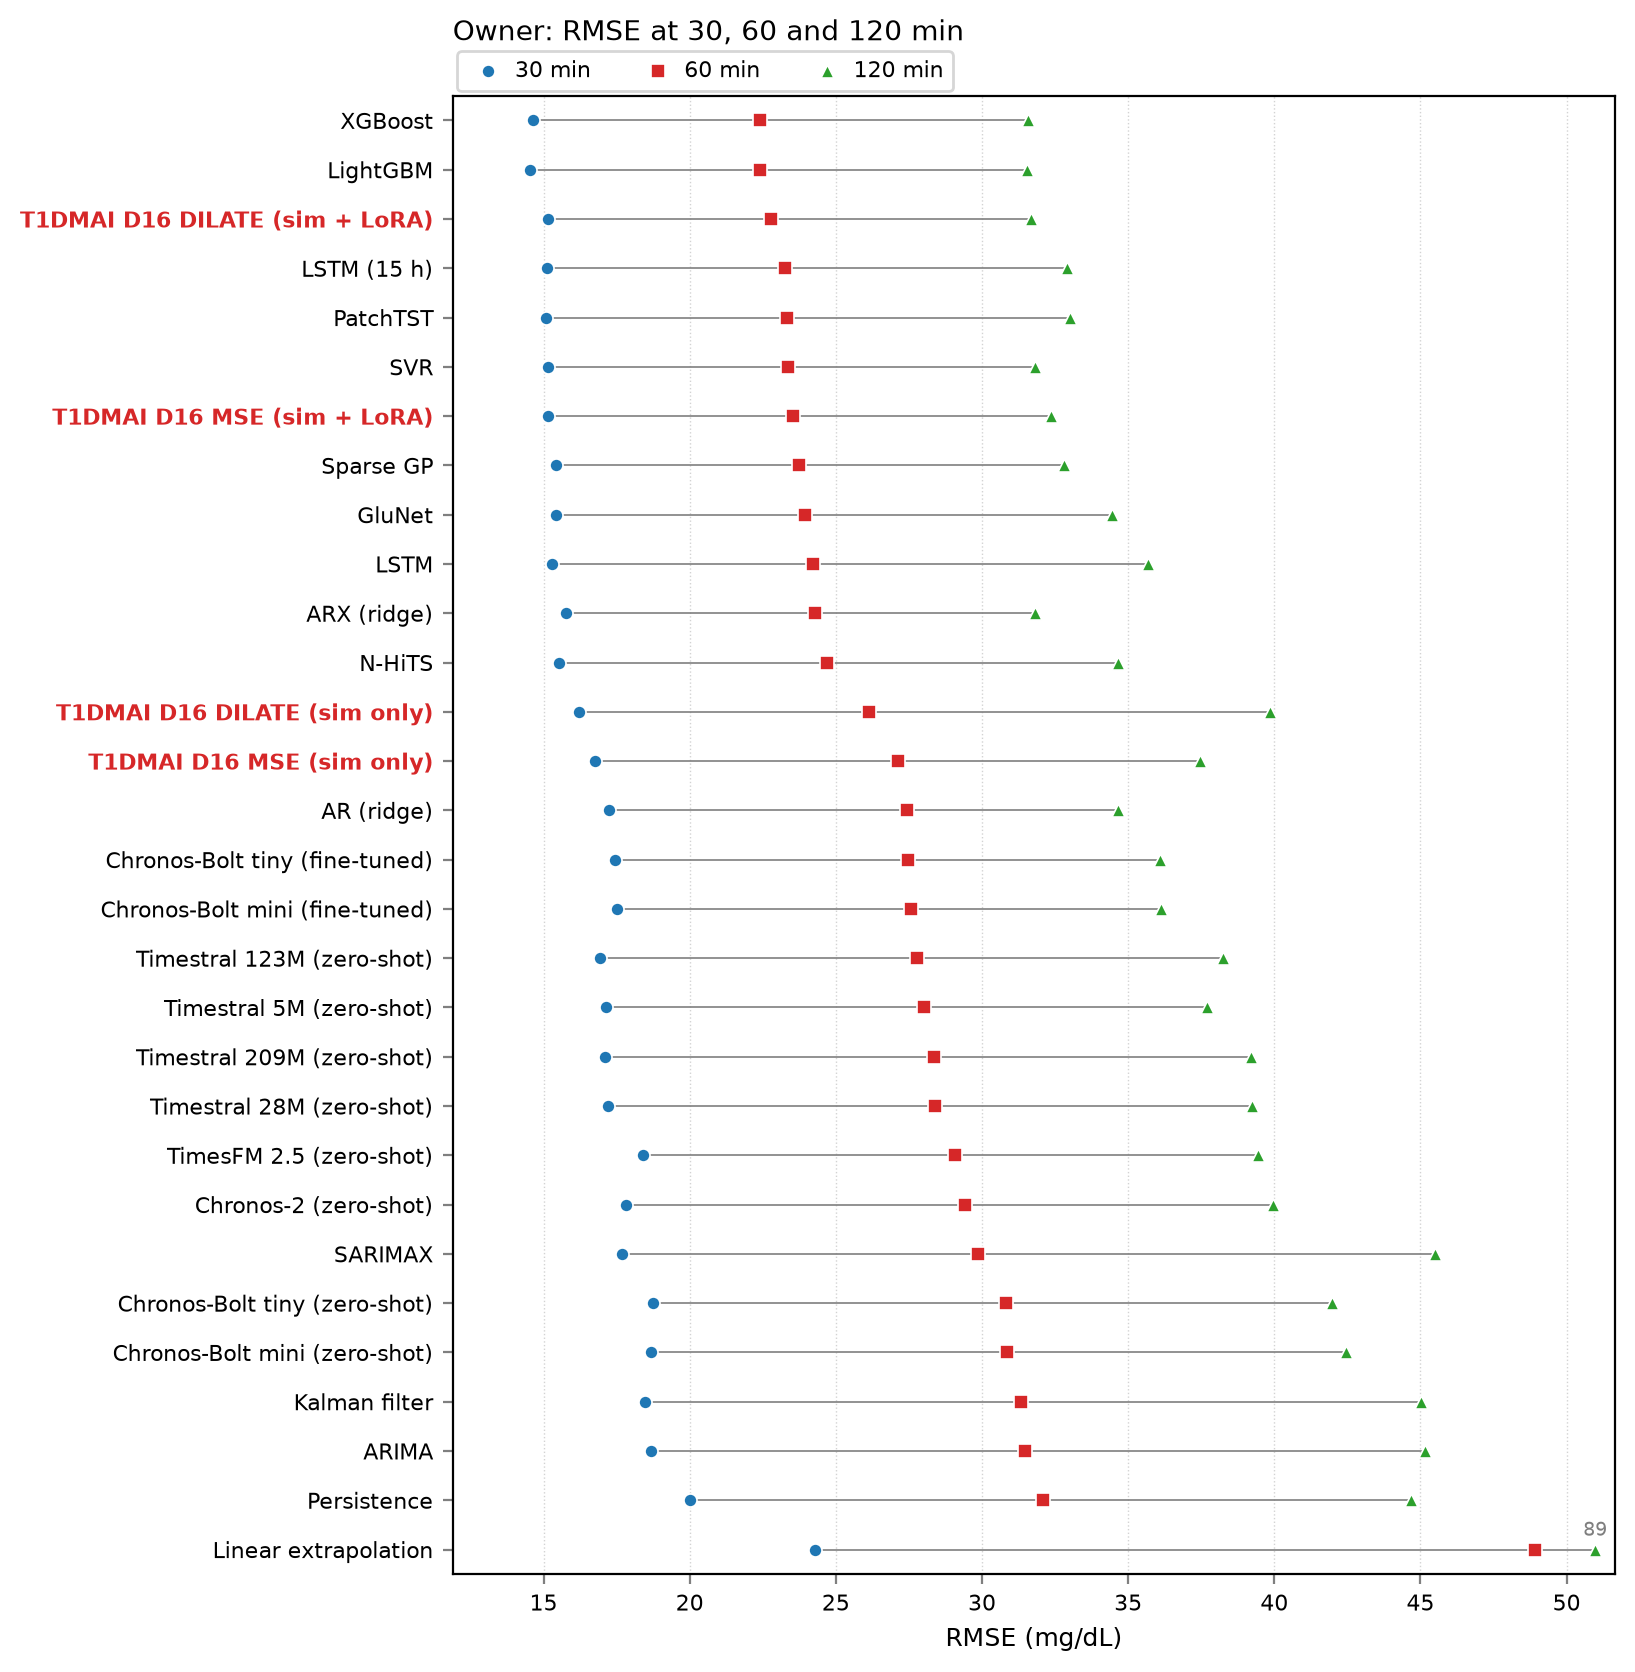 Owner: RMSE at 30, 60 and 120 min
30 min 60 min 120 min
XGBoost
LightGBM
T1DMAI D16 DILATE (sim + LoRA)
LSTM (15 h)
PatchTST
SVR
T1DMAI D16 MSE (sim + LoRA)
Sparse GP
GluNet
LSTM
ARX (ridge)
N-HiTS
T1DMAI D16 DILATE (sim only)
T1DMAI D16 MSE (sim only)
AR (ridge)
Chronos-Bolt tiny (fine-tuned)
Chronos-Bolt mini (fine-tuned)
Timestral 123M (zero-shot)
Timestral 5M (zero-shot)
Timestral 209M (zero-shot)
Timestral 28M (zero-shot)
TimesFM 2.5 (zero-shot)
Chronos-2 (zero-shot)
SARIMAX
Chronos-Bolt tiny (zero-shot)
Chronos-Bolt mini (zero-shot)
Kalman filter
ARIMA
Persistence
89
Linear extrapolation
15 20 25 30 35 40 45 50
RMSE (mg/dL)